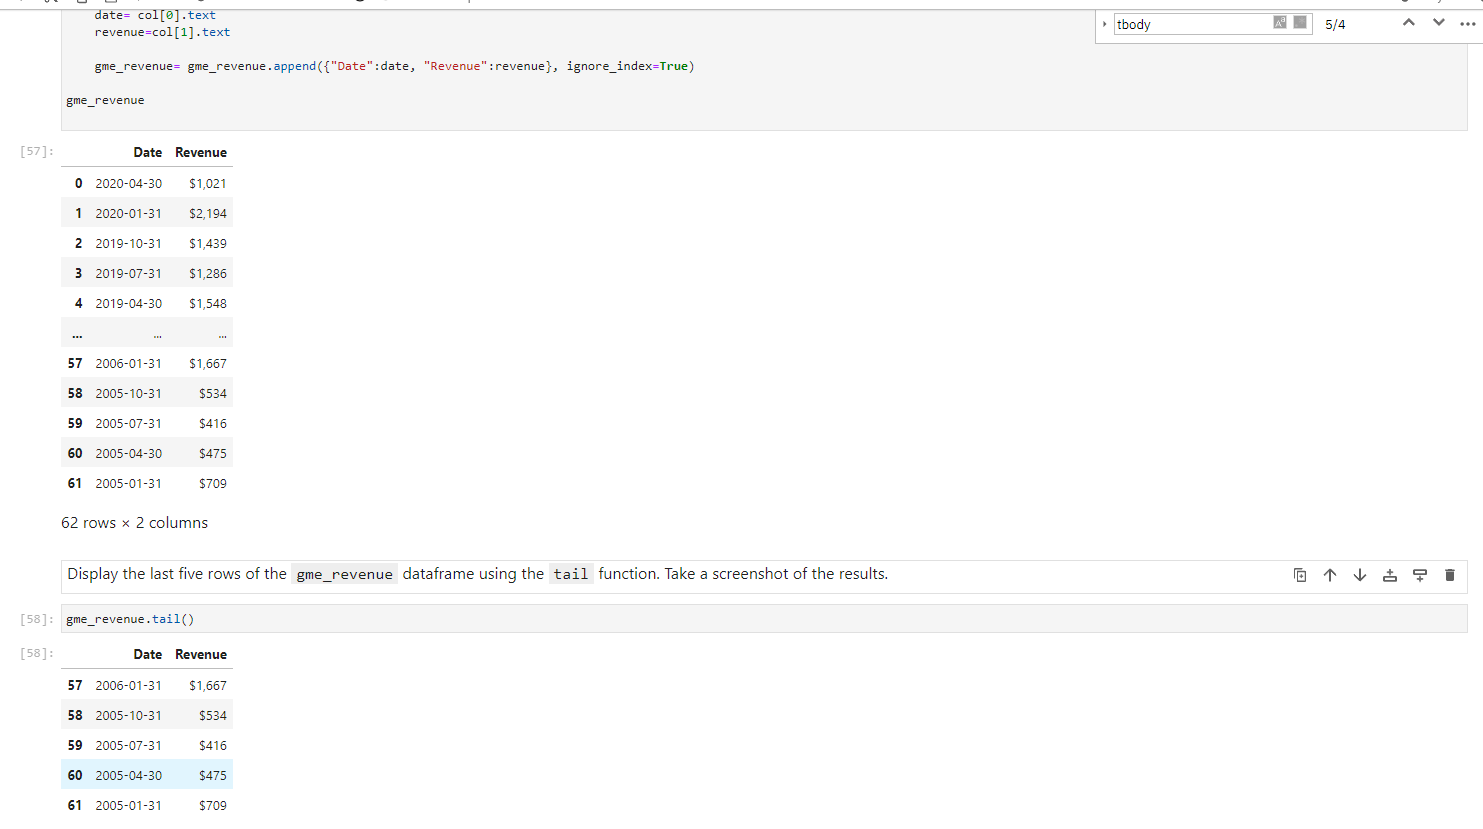 date= col[0].text
revenue=col[1].text
gme_revenue= gme_revenue.append({"Date":date, "Revenue":revenue}, ignore_index=True)
gme_revenue
tbody
5/4
[57]:
Date Revenue
0 2020-04-30 $1,021
1 2020-01-31 $2,194
2 2019-10-31 $1,439
3 2019-07-31 $1,286
4 2019-04-30 $1,548
... ... ...
57 2006-01-31 $1,667
58 2005-10-31 $534
59 2005-07-31 $416
60 2005-04-30 $475
61 2005-01-31 $709
62 rows × 2 columns
Display the last five rows of the gme_revenue dataframe using the tail function. Take a screenshot of the results.
[58]: gme_revenue.tail()
[58]:
Date Revenue
57 2006-01-31 $1,667
58 2005-10-31 $534
59 2005-07-31 $416
60 2005-04-30 $475
61 2005-01-31 $709